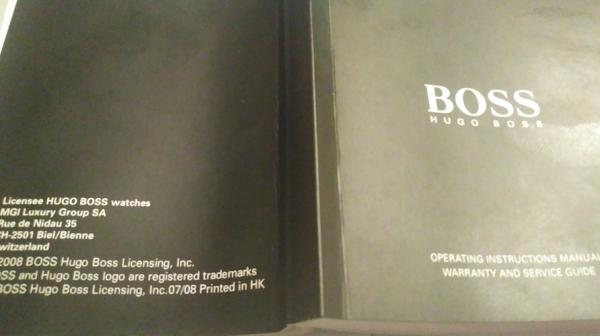 Licensee HUGO BOSS watches
MGI Luxury Group SA
Rue de Nidau 35
CH-2501 Biel/Bienne
witzerland
2008 BOSS Hugo Boss Licensing, Inc.
SS and Hugo Boss logo are registered trademarks
BOSS Hugo Boss Licensing, Inc.07/08 Printed in HK
BOSS
HUGO BOSS
OPERATING INSTRUCTIONS MANUAL
WARRANTY AND SERVICE GUIDE